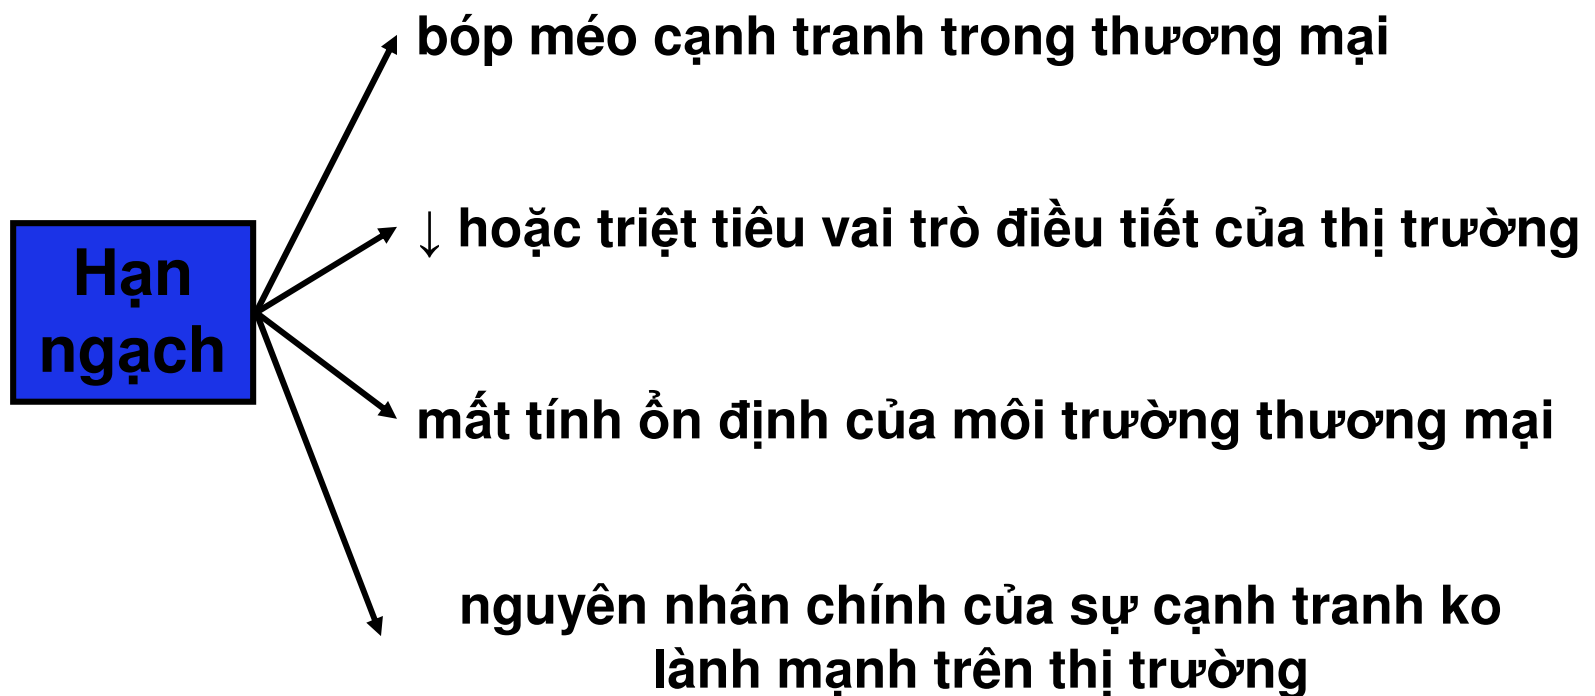 bóp méo cạnh tranh trong thương mại
↓ hoặc triệt tiêu vai trò điều tiết của thị trường
Hạn
ngạch
mất tính ổn định của môi trường thương mại
nguyên nhân chính của sự cạnh tranh ko
lành mạnh trên thị trường